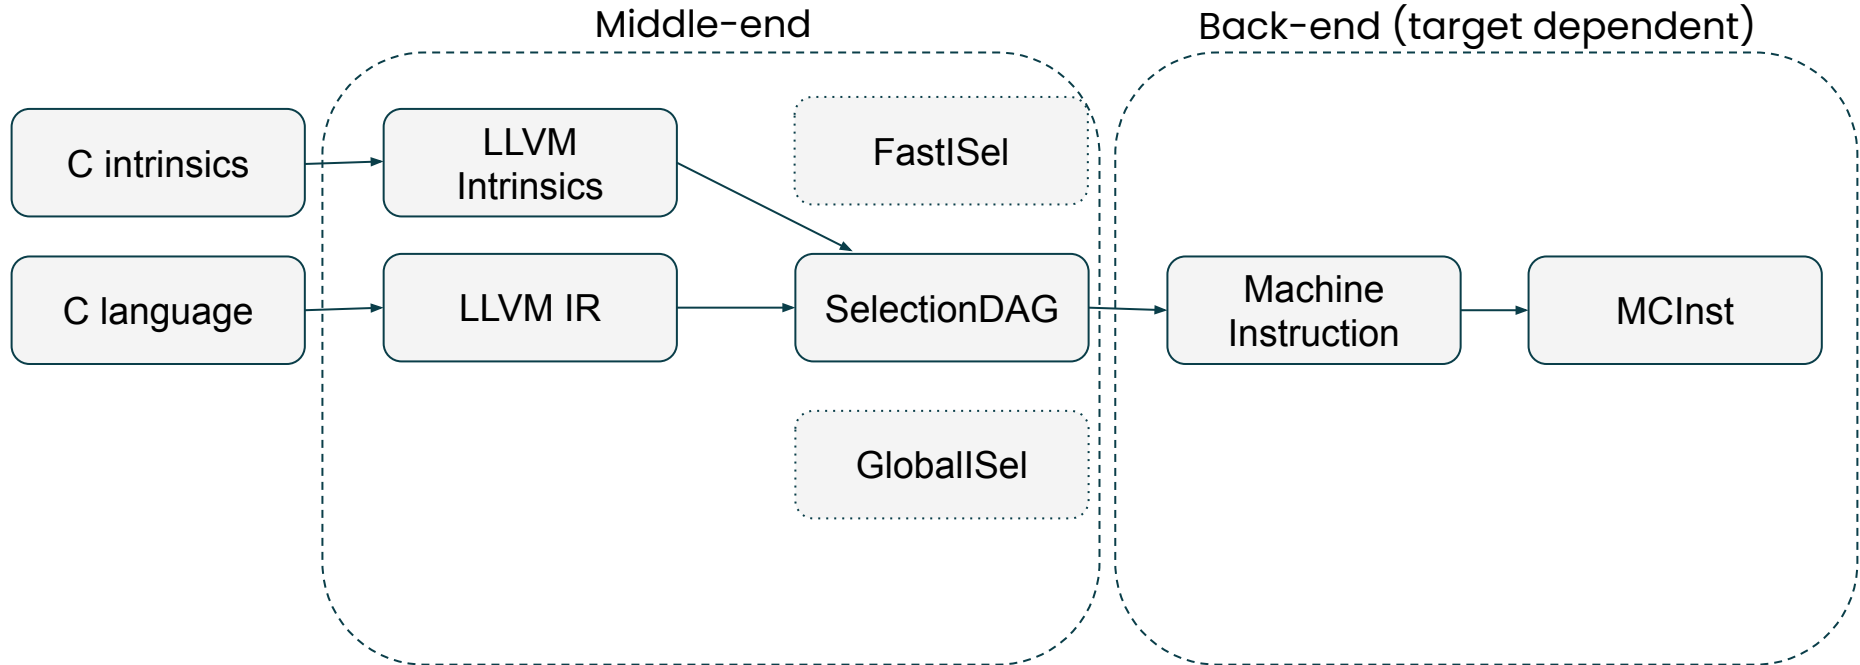 Middle-end
Back-end (target dependent)
C intrinsics
LLVM
Intrinsics
FastISel
C language
LLVM IR
SelectionDAG
Machine
Instruction
MCInst
GlobalISel